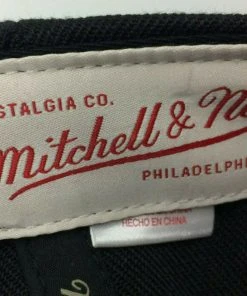 STALGIA CO.
Mitchell & N
PHILADELPH
HECHO EN CHINA